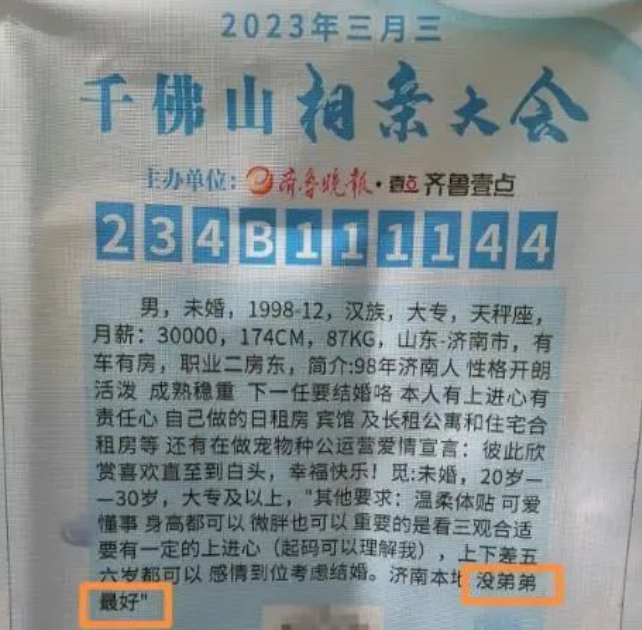 2023年三月三
千佛山相亲大会
主办单位：齐鲁晚报·壹点 齐鲁壹点
234B111144
男，未婚，1998-12，汉族，大专，天秤座，
月薪：30000，174CM，87KG，山东-济南市，有
车有房，职业二房东，简介:98年济南人 性格开朗
活泼 成熟稳重 下一任要结婚咯 本人有上进心有
责任心 自己做的日租房 宾馆 及长租公寓和住宅合
租房等 还有在做宠物种公运营爱情宣言：彼此欣
赏喜欢直至到白头，幸福快乐！觅:未婚，20岁—
—30岁，大专及以上，"其他要求：温柔体贴 可爱
懂事 身高都可以 微胖也可以 重要的是看三观合适
要有一定的上进心（起码可以理解我），上下差五
六岁都可以 感情到位考虑结婚。济南本地 没弟弟
最好"